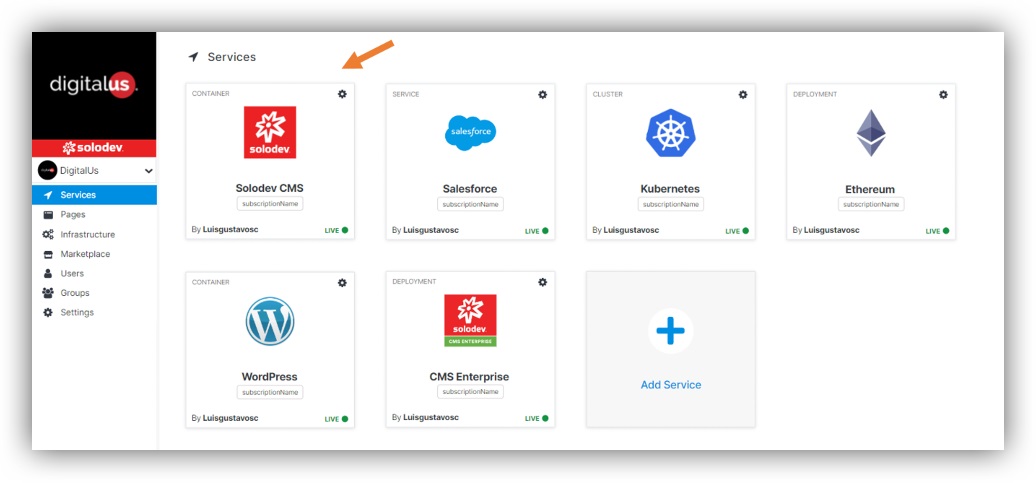 digitalus.
solodev
DigitalUs
Services
Pages
Infrastructure
Marketplace
Users
Groups
Settings
Services
CONTAINER
solodev
Solodev CMS
subscriptionName
By Luisgustavosc
LIVE
SERVICE
salesforce
Salesforce
subscriptionName
By Luisgustavosc
LIVE
CLUSTER
Kubernetes
subscriptionName
By Luisgustavosc
LIVE
DEPLOYMENT
Ethereum
subscriptionName
By Luisgustavosc
LIVE
CONTAINER
W
WordPress
subscriptionName
By Luisgustavosc
LIVE
DEPLOYMENT
solodev
CMS ENTERPRISE
CMS Enterprise
subscriptionName
By Luisgustavosc
LIVE
Add Service